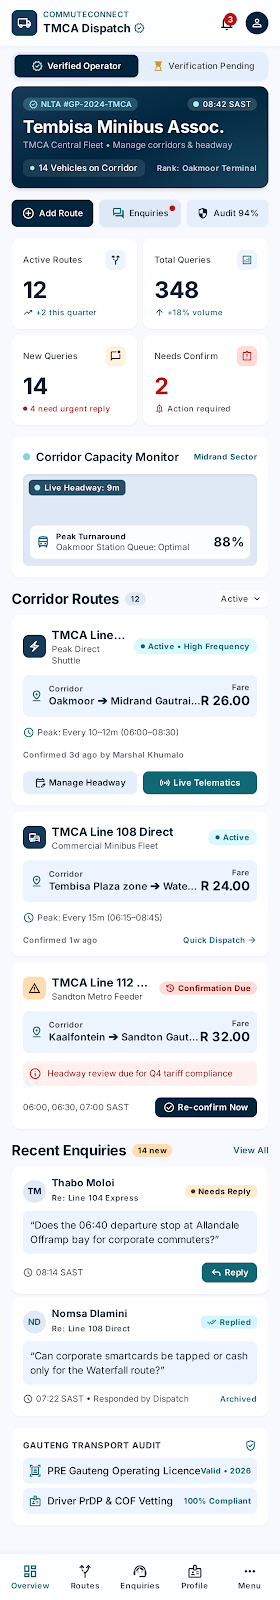 COMMUTECONNECT
TMCA Dispatch
3
Verified Operator
Verification Pending
NLTA #GP-2024-TMCA
08:42 SAST
Tembisa Minibus Assoc.
TMCA Central Fleet • Manage corridors & headway
14 Vehicles on Corridor
Rank: Oakmoor Terminal
Add Route
Enquiries
Audit 94%
Active Routes
12
+2 this quarter
Total Queries
348
+18% volume
New Queries
14
4 need urgent reply
Needs Confirm
2
Action required
Corridor Capacity Monitor
Midrand Sector
Live Headway: 9m
Peak Turnaround
Oakmoor Station Queue: Optimal
88%
Corridor Routes
12
Active
TMCA Line...
Peak Direct
Shuttle
• Active • High Frequency
Corridor
Fare
Oakmoor ➔ Midrand Gautrai... R 26.00
Peak: Every 10–12m (06:00–08:30)
Confirmed 3d ago by Marshal Khumalo
Manage Headway
Live Telematics
TMCA Line 108 Direct
Commercial Minibus Fleet
• Active
Corridor
Fare
Tembisa Plaza zone ➔ Wate... R 24.00
Peak: Every 15m (06:15–08:45)
Confirmed 1w ago
Quick Dispatch →
TMCA Line 112 ...
Sandton Metro Feeder
Confirmation Due
Corridor
Fare
Kaalfontein ➔ Sandton Gaut... R 32.00
Headway review due for Q4 tariff compliance
06:00, 06:30, 07:00 SAST
Re-confirm Now
Recent Enquiries
14 new
View All
TM
Thabo Moloi
Re: Line 104 Express
• Needs Reply
“Does the 06:40 departure stop at Allandale
Offramp bay for corporate commuters?”
08:14 SAST
Reply
ND
Nomsa Dlamini
Re: Line 108 Direct
Replied
“Can corporate smartcards be tapped or cash
only for the Waterfall route?”
07:22 SAST • Responded by Dispatch
Archived
GAUTENG TRANSPORT AUDIT
PRE Gauteng Operating Licence
Valid • 2026
Driver PrDP & COF Vetting
100% Compliant
Overview
Routes
Enquiries
Profile
Menu